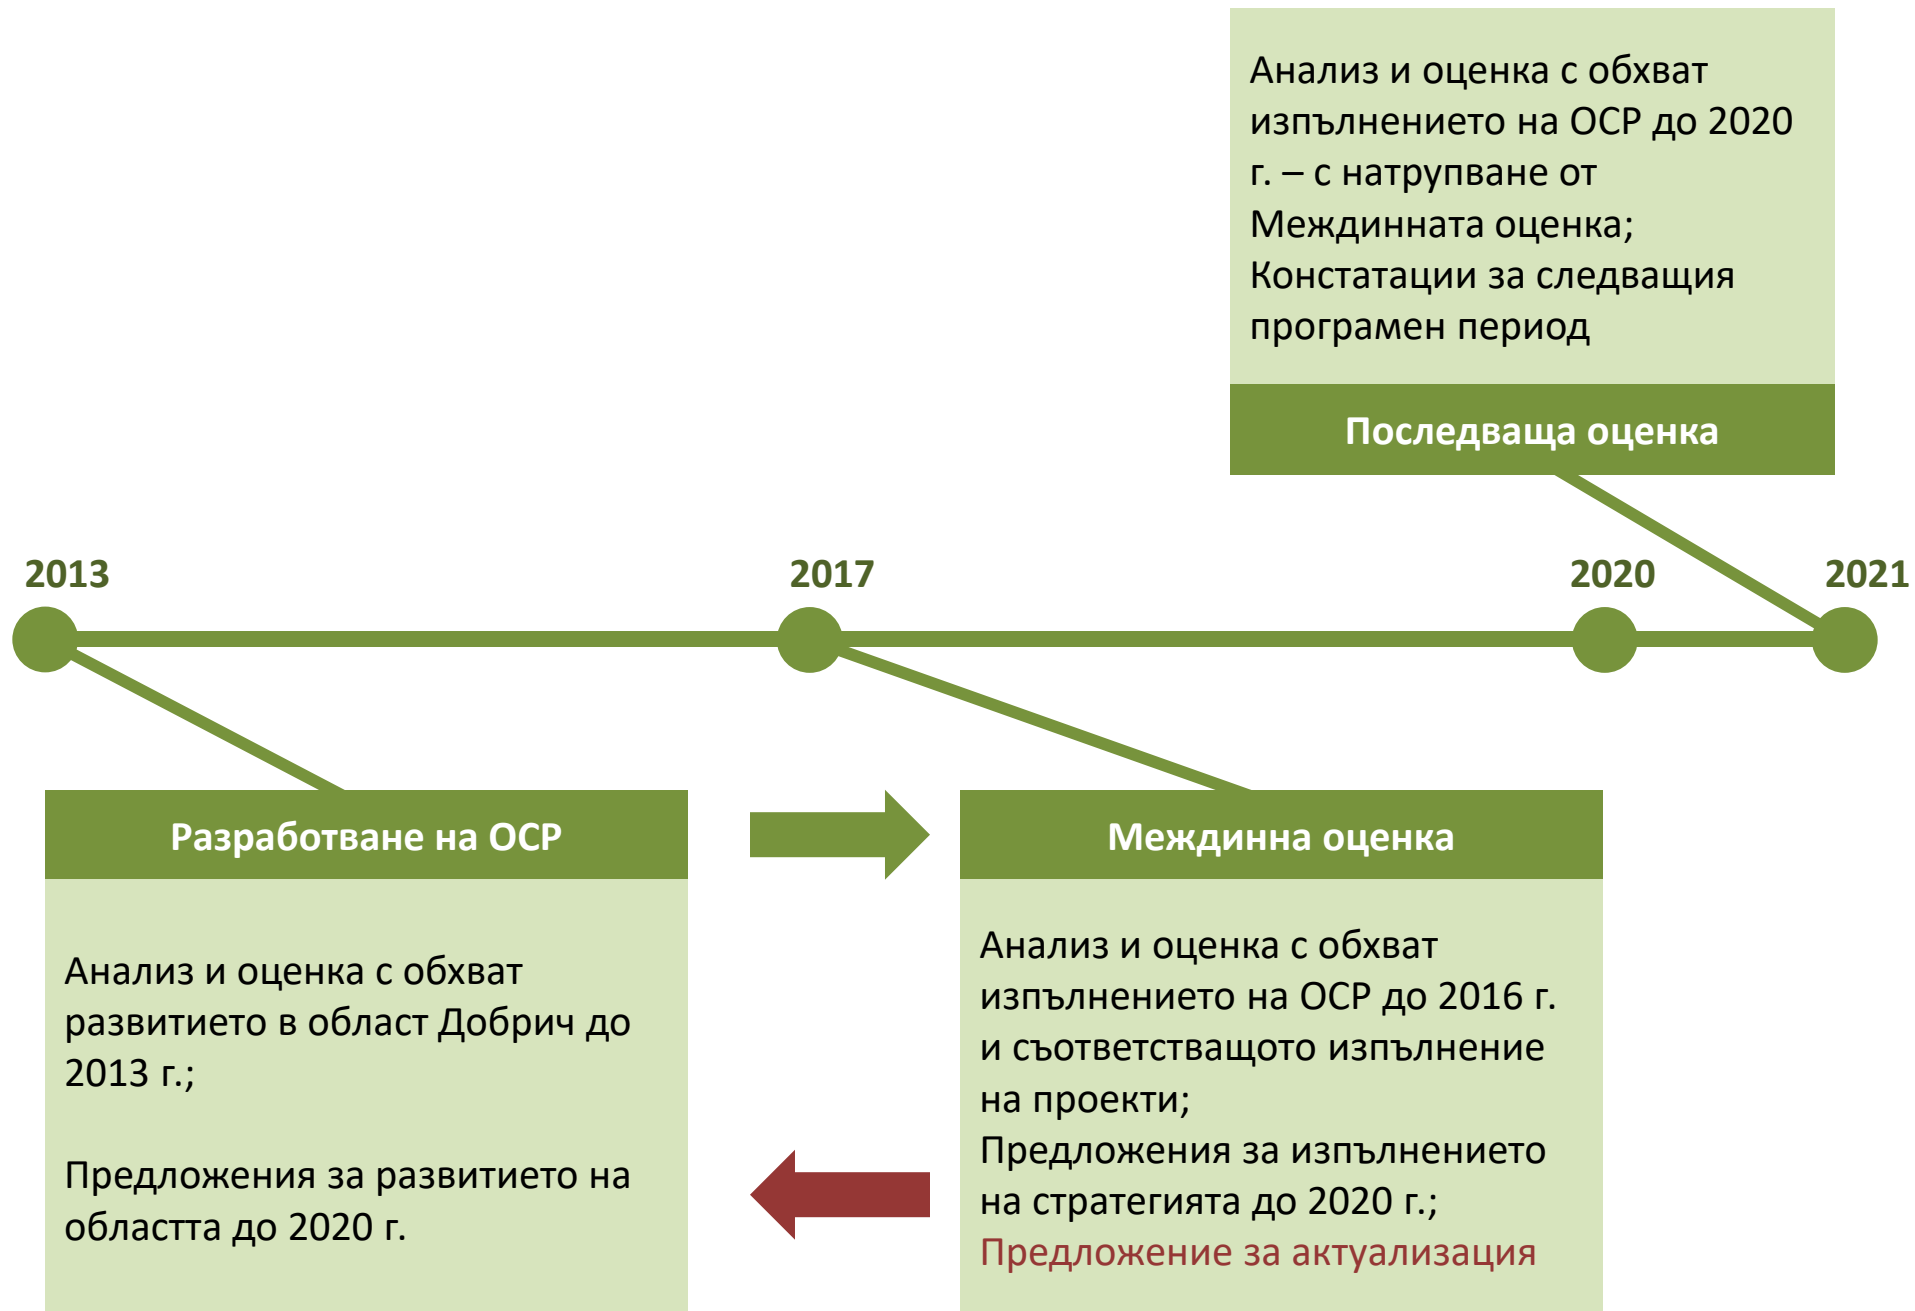 Анализ и оценка с обхват
изпълнението на ОСР до 2020
г. – с натрупване от
Междинната оценка;
Констатации за следващия
програмен период
Последваща оценка
2013
2017
2020
2021
Разработване на ОСР
Анализ и оценка с обхват
развитието в област Добрич до
2013 г.;
Предложения за развитието на
областта до 2020 г.
Междинна оценка
Анализ и оценка с обхват
изпълнението на ОСР до 2016 г.
и съответстващото изпълнение
на проекти;
Предложения за изпълнението
на стратегията до 2020 г.;
Предложение за актуализация